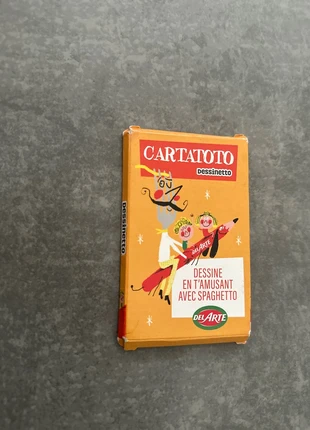 CARTATOTO
Dessinetto
Dessinetto
DEL ARTE
DESSINE
EN T'AMUSANT
AVEC SPAGHETTO
DEL ARTE